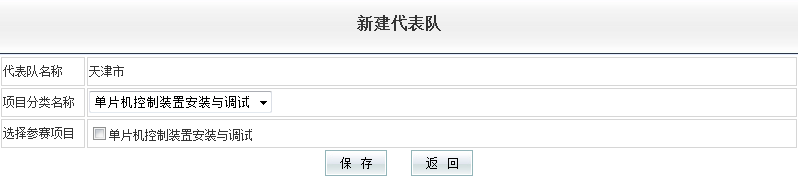 新建代表队
代表队名称 天津市
项目分类名称 单片机控制装置安装与调试
选择参赛项目 单片机控制装置安装与调试
保 存 返 回